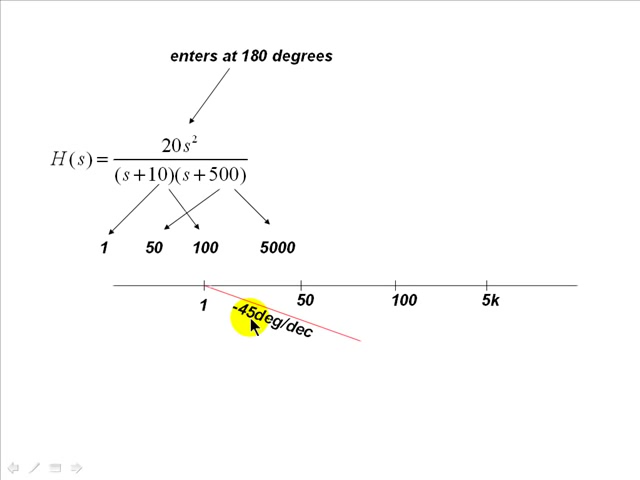 enters at 180 degrees
H(s) = 20s² / (s+10)(s+500)
1 50 100 5000
1 50 100 5k
-45deg/dec